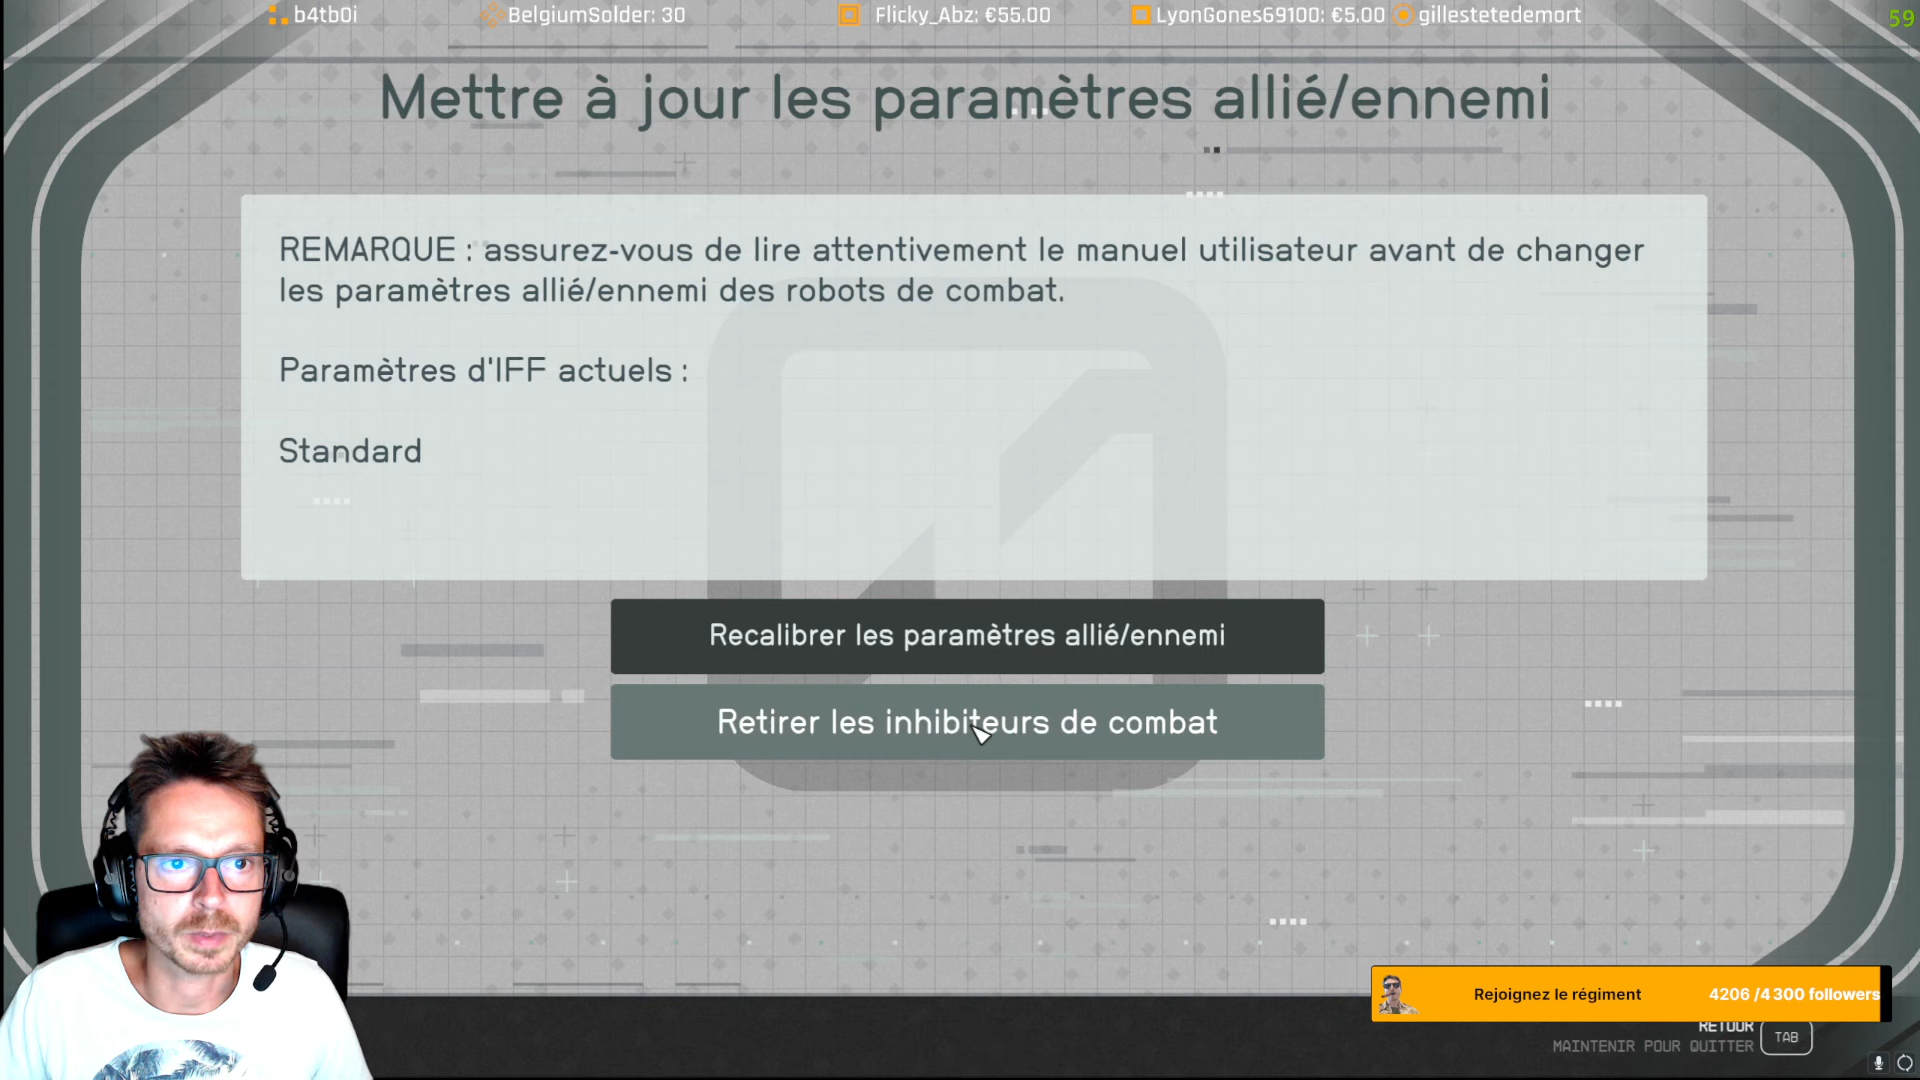 b4tb0i
BelgiumSolder: 30
Flicky_Abz: €55.00
LyonGones69100: €5.00
gillestetedemort
59
Mettre à jour les paramètres allié/ennemi
REMARQUE : assurez-vous de lire attentivement le manuel utilisateur avant de changer
les paramètres allié/ennemi des robots de combat.
Paramètres d'IFF actuels :
Standard
Recalibrer les paramètres allié/ennemi
Retirer les inhibiteurs de combat
Rejoignez le régiment
4206 /4 300 followers
RETOUR
MAINTENIR POUR QUITTER
TAB